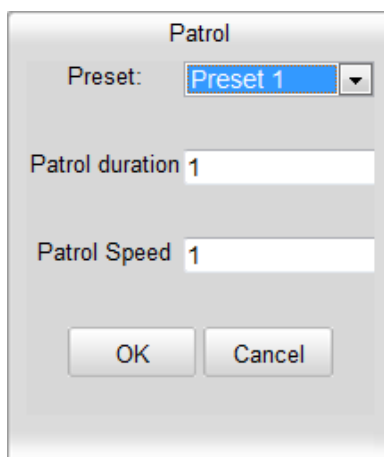 Patrol
Preset: Preset 1
Patrol duration 1
Patrol Speed 1
OK Cancel